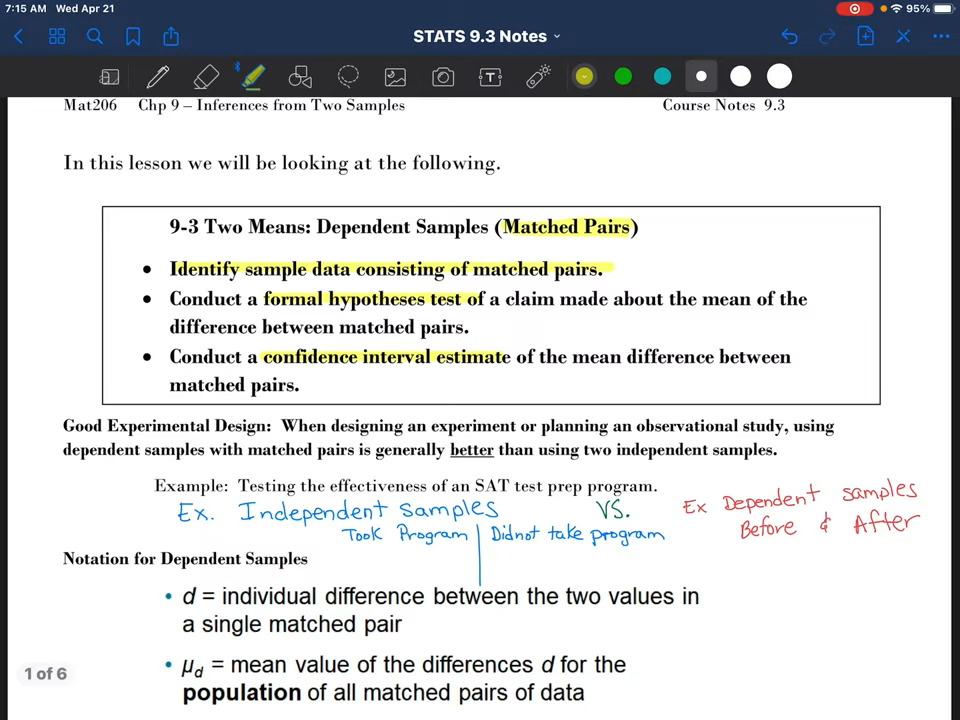 7:15 AM Wed Apr 21
95%
STATS 9.3 Notes
Mat206 Chp 9 – Inferences from Two Samples Course Notes 9.3
In this lesson we will be looking at the following.
9-3 Two Means: Dependent Samples (Matched Pairs)
• Identify sample data consisting of matched pairs.
• Conduct a formal hypotheses test of a claim made about the mean of the
difference between matched pairs.
• Conduct a confidence interval estimate of the mean difference between
matched pairs.
Good Experimental Design: When designing an experiment or planning an observational study, using
dependent samples with matched pairs is generally better than using two independent samples.
Example: Testing the effectiveness of an SAT test prep program.
Ex. Independent Samples VS. Ex Dependent samples
Took Program | Did not take program Before & After
Notation for Dependent Samples
• d = individual difference between the two values in
a single matched pair
• μd = mean value of the differences d for the
population of all matched pairs of data
1 of 6